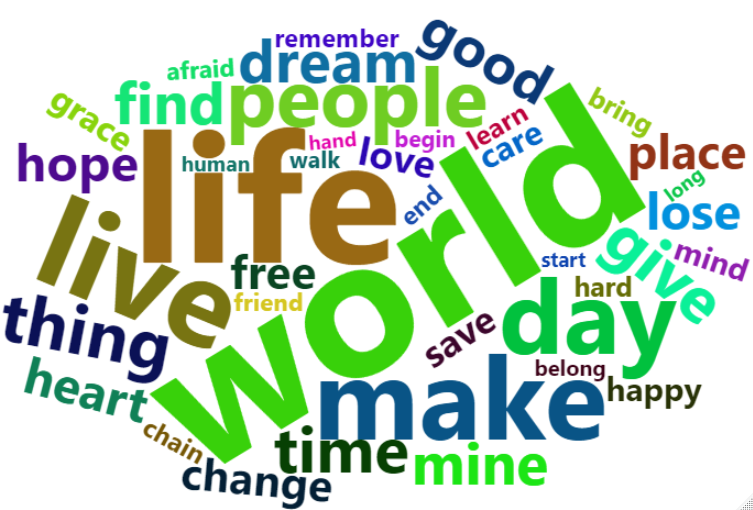 remember
good
afraid
dream
grace
find
people
bring
hope
human
life
hand
walk
love
begin
learn
care
place
long
end
world
lose
live
free
friend
start
give
mind
hard
thing
save
day
belong
happy
heart
make
chain
change
time
mine